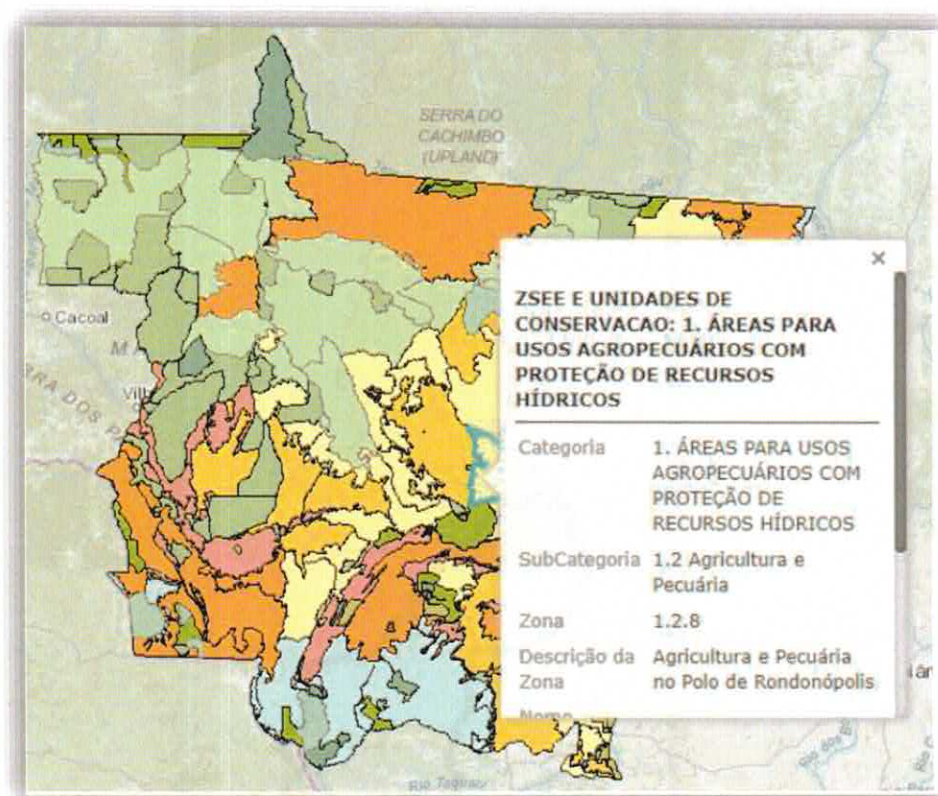 SERRA DO
CACHIMBO
(UPLAND)
Cacoal
×
ZSEE E UNIDADES DE
CONSERVACAO: 1. ÁREAS PARA
USOS AGROPECUÁRIOS COM
PROTEÇÃO DE RECURSOS
HÍDRICOS
Categoria 1. ÁREAS PARA USOS
AGROPECUÁRIOS COM
PROTEÇÃO DE
RECURSOS HÍDRICOS
SubCategoria 1.2 Agricultura e
Pecuária
Zona 1.2.8
Descrição da Agricultura e Pecuária
Zona no Polo de Rondonópolis
Nome
Rio Taquari